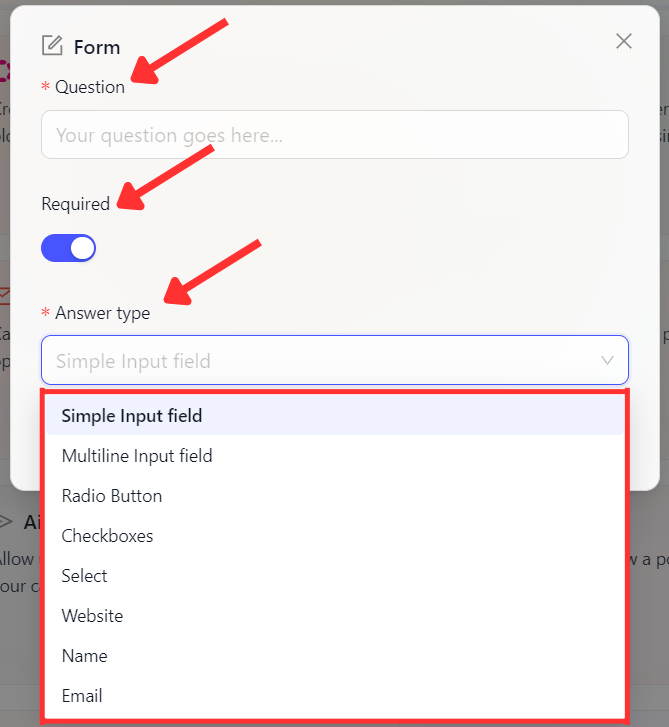 Form
* Question
Your question goes here...
Required
* Answer type
Simple Input field
Simple Input field
Multiline Input field
Radio Button
Checkboxes
Select
Website
Name
Email
Allow